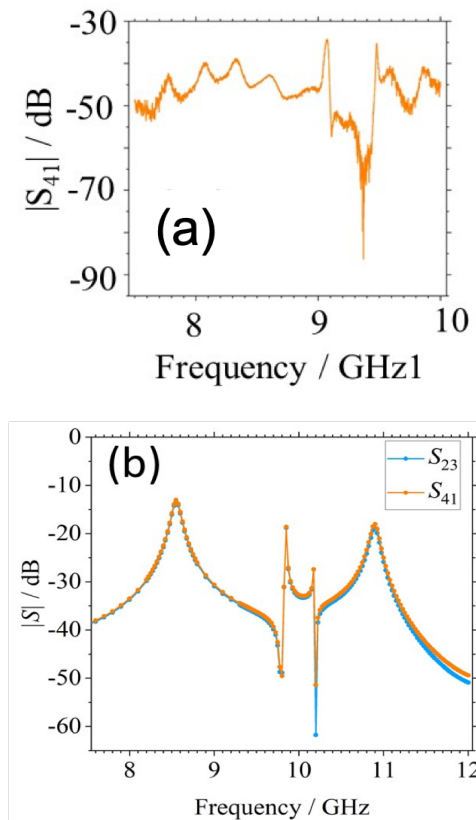 -30
-50
|S41| / dB
-70
(a)
-90
8
9
10
Frequency / GHz1
0
(b)
S23
S41
-10
-20
|S| / dB
-30
-40
-50
-60
8
9
10
11
12
Frequency / GHz